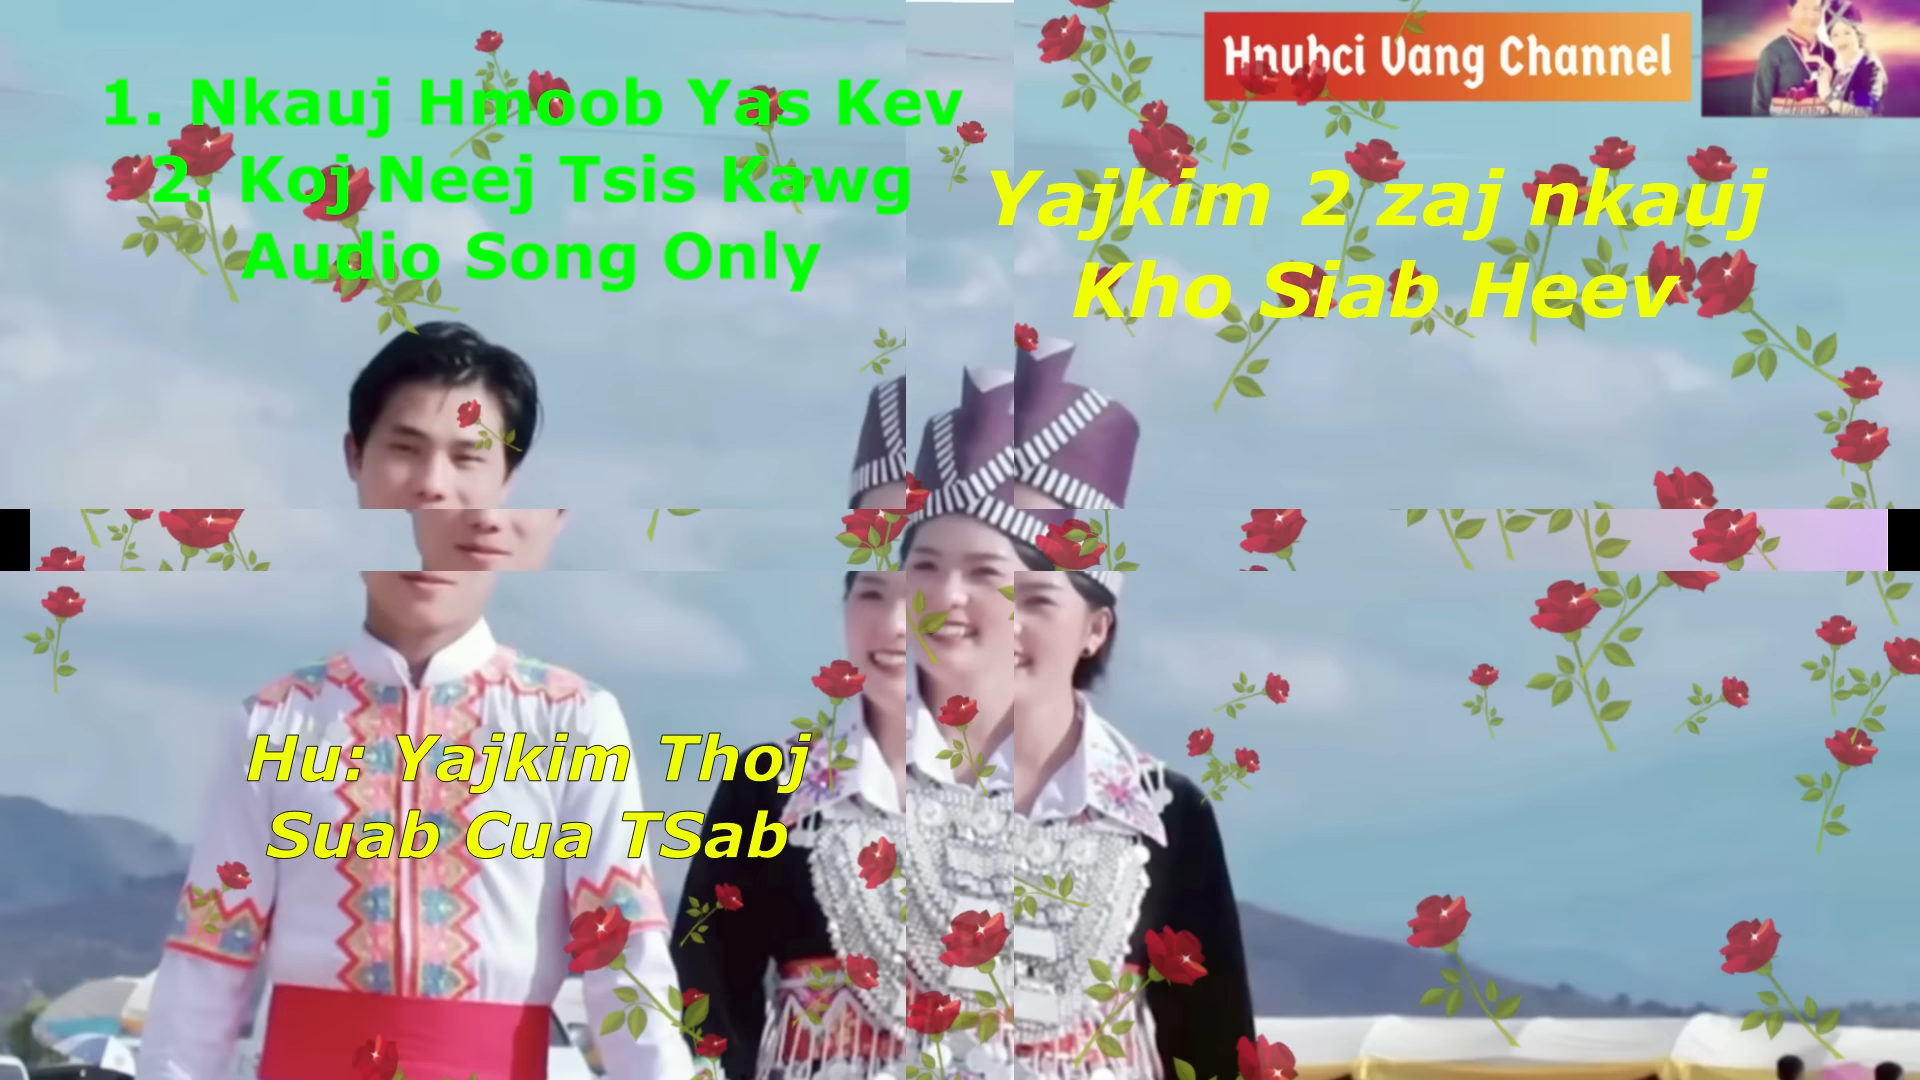 1. Nkauj Hmoob Yas Kev
2. Koj Neej Tsis Kawg
Audio Song Only
Hnubci Vang Channel
Yajkim 2 zaj nkauj
Kho Siab Heev
Hu: Yajkim Thoj
Suab Cua TSab